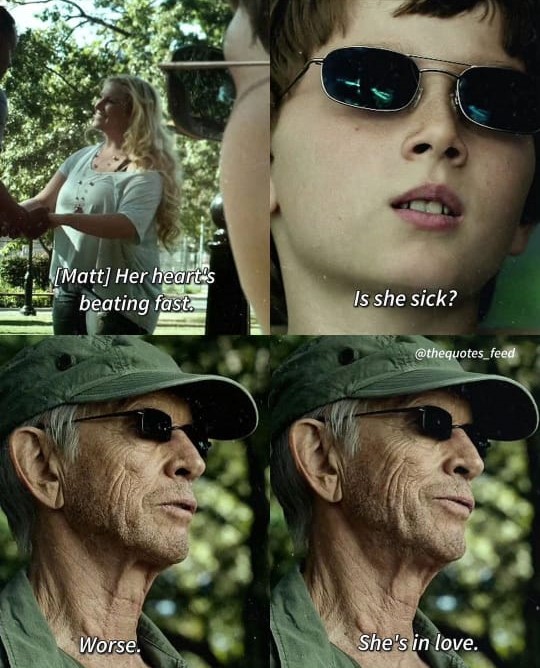 [Matt] Her heart's
beating fast.
Is she sick?
@thequotes_feed
Worse.
She's in love.